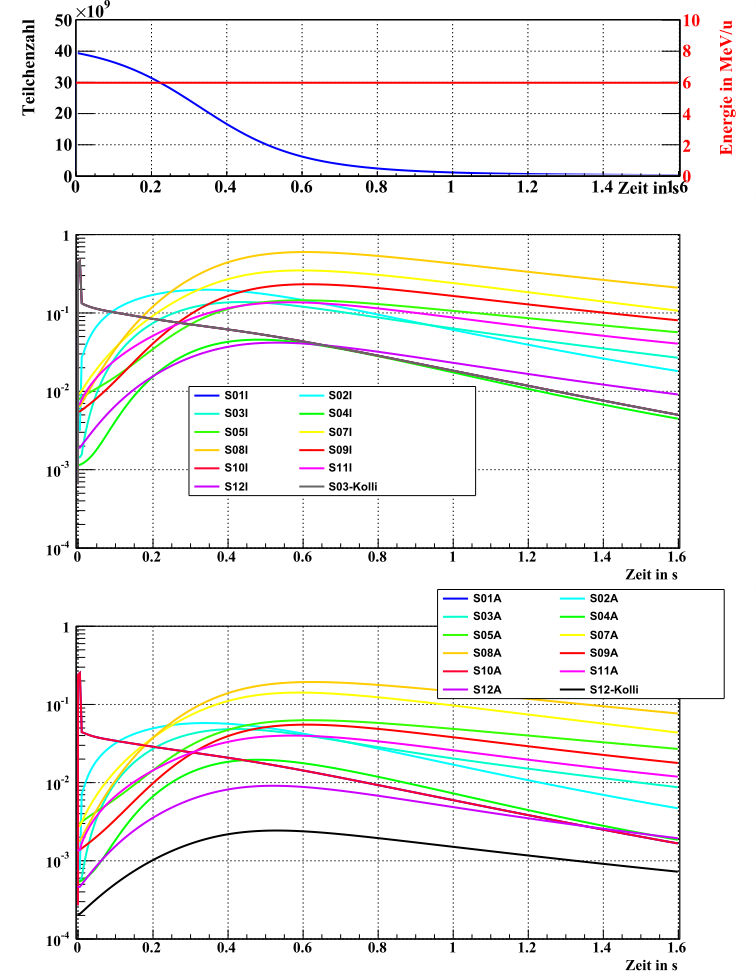 50 ×10⁹
10
40
8
30
6
20
4
10
2
0
0
Teilchenzahl
Energie in MeV/u
0 0.2 0.4 0.6 0.8 1 1.2 1.4 1.6
Zeit in s
1
10⁻¹
10⁻²
10⁻³
10⁻⁴
S01I S02I
S03I S04I
S05I S07I
S08I S09I
S10I S11I
S12I S03-Kolli
0 0.2 0.4 0.6 0.8 1 1.2 1.4 1.6
Zeit in s
S01A S02A
S03A S04A
S05A S07A
S08A S09A
S10A S11A
S12A S12-Kolli
1
10⁻¹
10⁻²
10⁻³
10⁻⁴
0 0.2 0.4 0.6 0.8 1 1.2 1.4 1.6
Zeit in s